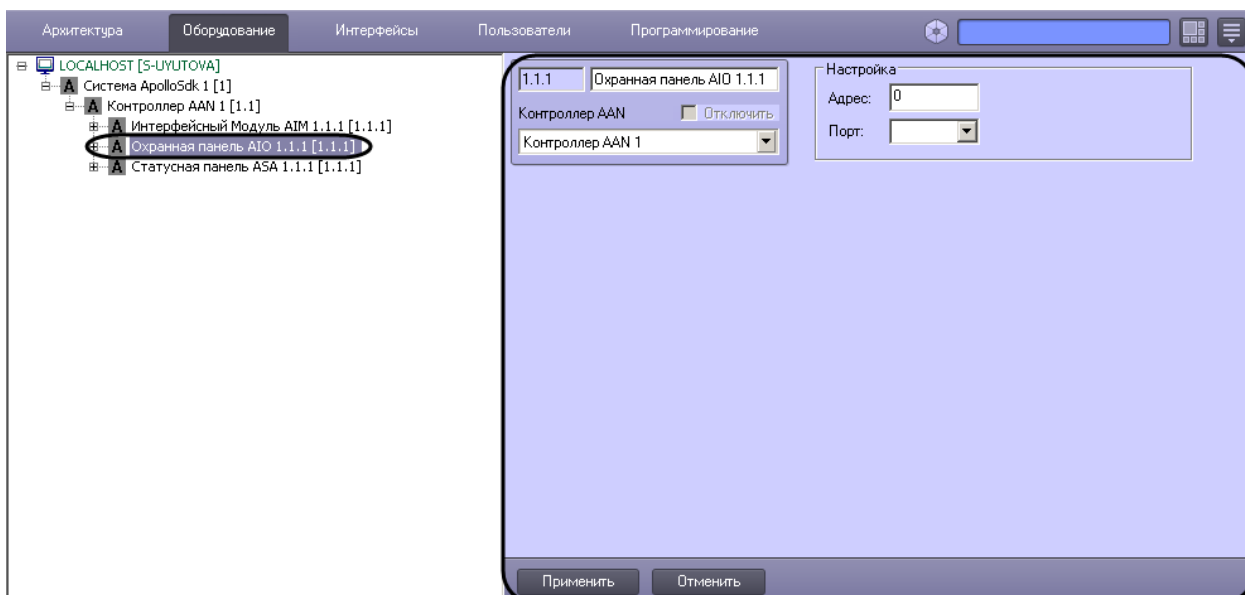 Архитектура Оборудование Интерфейсы Пользователи Программирование
LOCALHOST [S-UYUTOVA]
A Система ApolloSdk 1 [1]
A Контроллер AAN 1 [1.1]
A Интерфейсный Модуль AIM 1.1.1 [1.1.1]
A Охранная панель AIO 1.1.1 [1.1.1]
A Статусная панель ASA 1.1.1 [1.1.1]
1.1.1 Охранная панель AIO 1.1.1
Контроллер AAN Отключить
Контроллер AAN 1
Настройка
Адрес: 0
Порт:
Применить Отменить